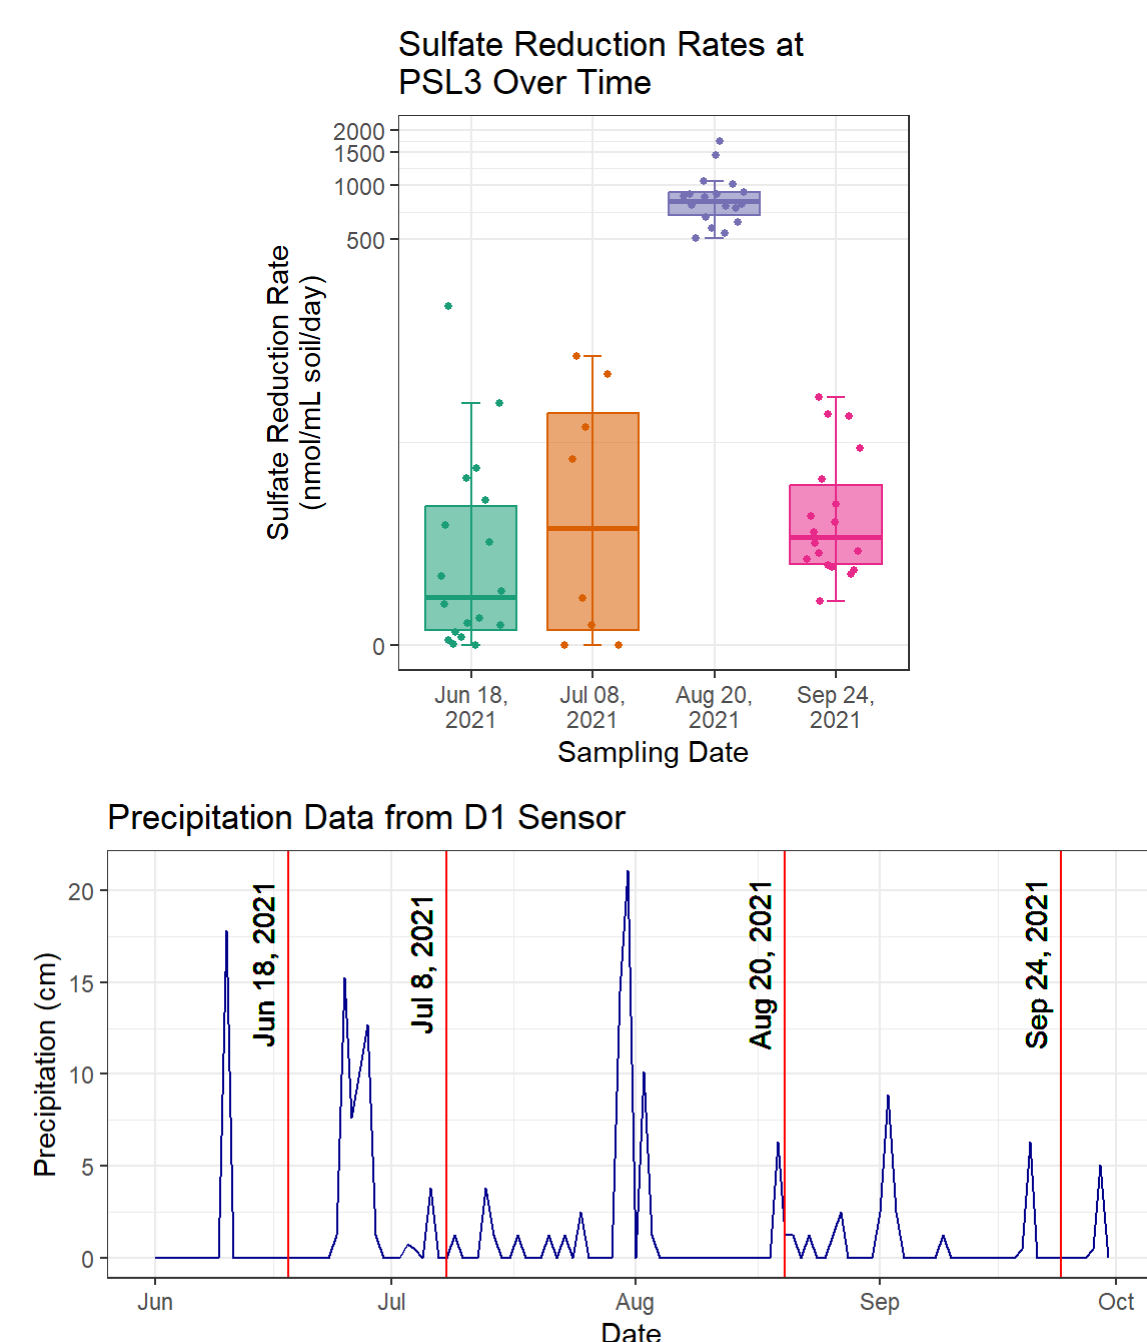 Sulfate Reduction Rates at
PSL3 Over Time
Sulfate Reduction Rate
(nmol/mL soil/day)
2000
1500
1000
500
0
Jun 18,
2021
Jul 08,
2021
Aug 20,
2021
Sep 24,
2021
Sampling Date
Precipitation Data from D1 Sensor
Precipitation (cm)
20
15
10
5
0
Jun 18, 2021
Jul 8, 2021
Aug 20, 2021
Sep 24, 2021
Jun
Jul
Aug
Sep
Oct
Date